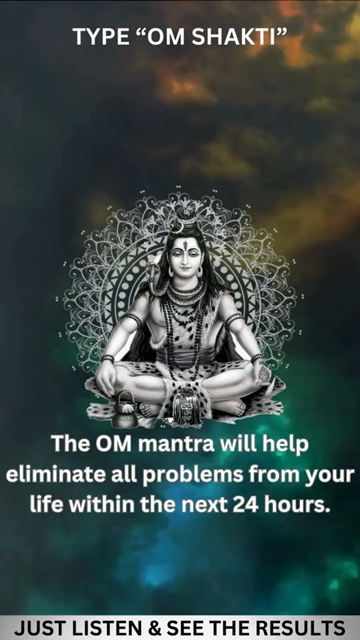 TYPE “OM SHAKTI”
The OM mantra will help
eliminate all problems from your
life within the next 24 hours.
JUST LISTEN & SEE THE RESULTS